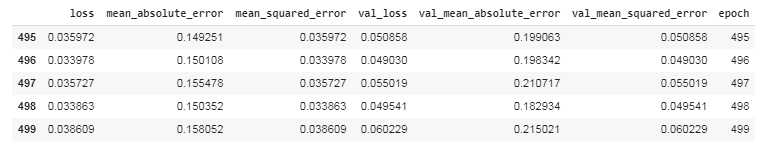 loss mean_absolute_error mean_squared_error val_loss val_mean_absolute_error val_mean_squared_error epoch
495 0.035972 0.149251 0.035972 0.050858 0.199063 0.050858 495
496 0.033978 0.150108 0.033978 0.049030 0.198342 0.049030 496
497 0.035727 0.155478 0.035727 0.055019 0.210717 0.055019 497
498 0.033863 0.150352 0.033863 0.049541 0.182934 0.049541 498
499 0.038609 0.158052 0.038609 0.060229 0.215021 0.060229 499